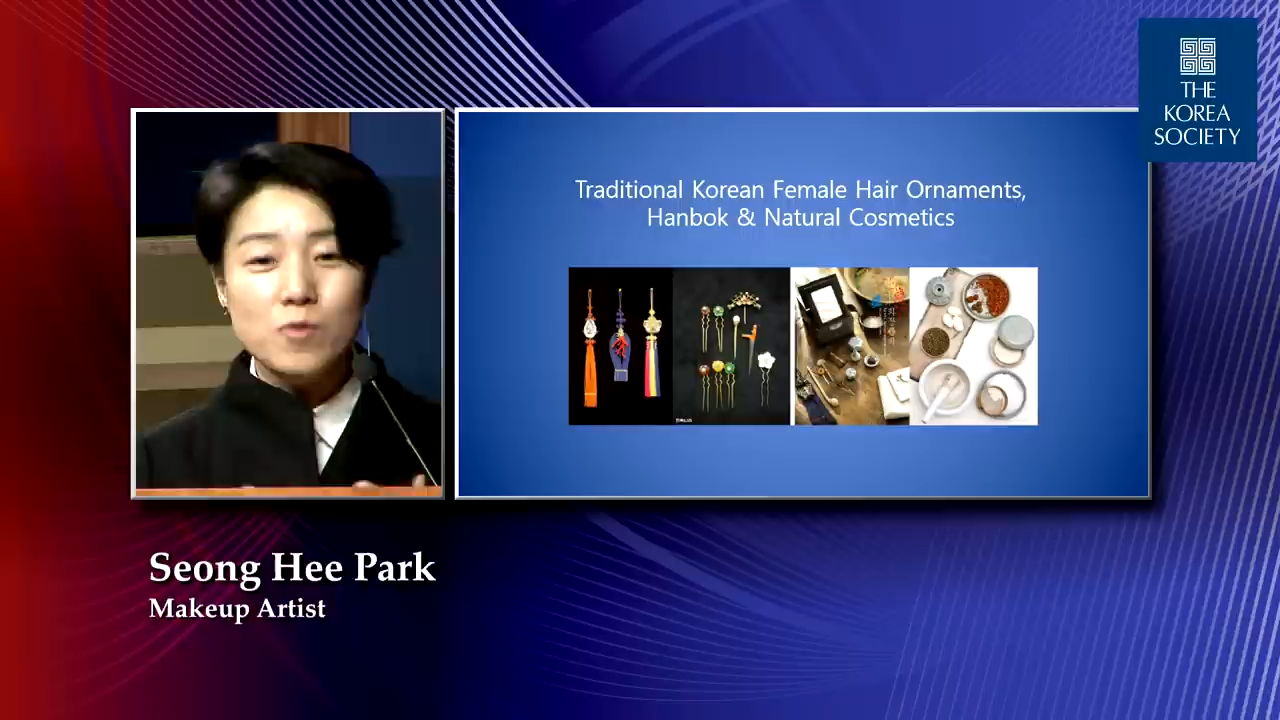 THE
KOREA
SOCIETY
Traditional Korean Female Hair Ornaments,
Hanbok & Natural Cosmetics
Seong Hee Park
Makeup Artist